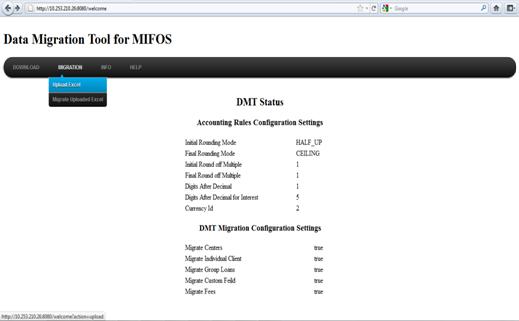 http://10.253.210.26:8080/welcome
Google
Data Migration Tool for MIFOS
DOWNLOAD MIGRATION INFO HELP
Upload Excel
Migrate Uploaded Excel
DMT Status
Accounting Rules Configuration Settings
Initial Rounding Mode HALF_UP
Final Rounding Mode CEILING
Initial Round off Multiple 1
Final Round off Multiple 1
Digits After Decimal 1
Digits After Decimal for Interest 5
Currency Id 2
DMT Migration Configuration Settings
Migrate Centers true
Migrate Individual Client true
Migrate Group Loans true
Migrate Custom Feild true
Migrate Fees true
http://10.253.210.26:8080/welcome?action=upload